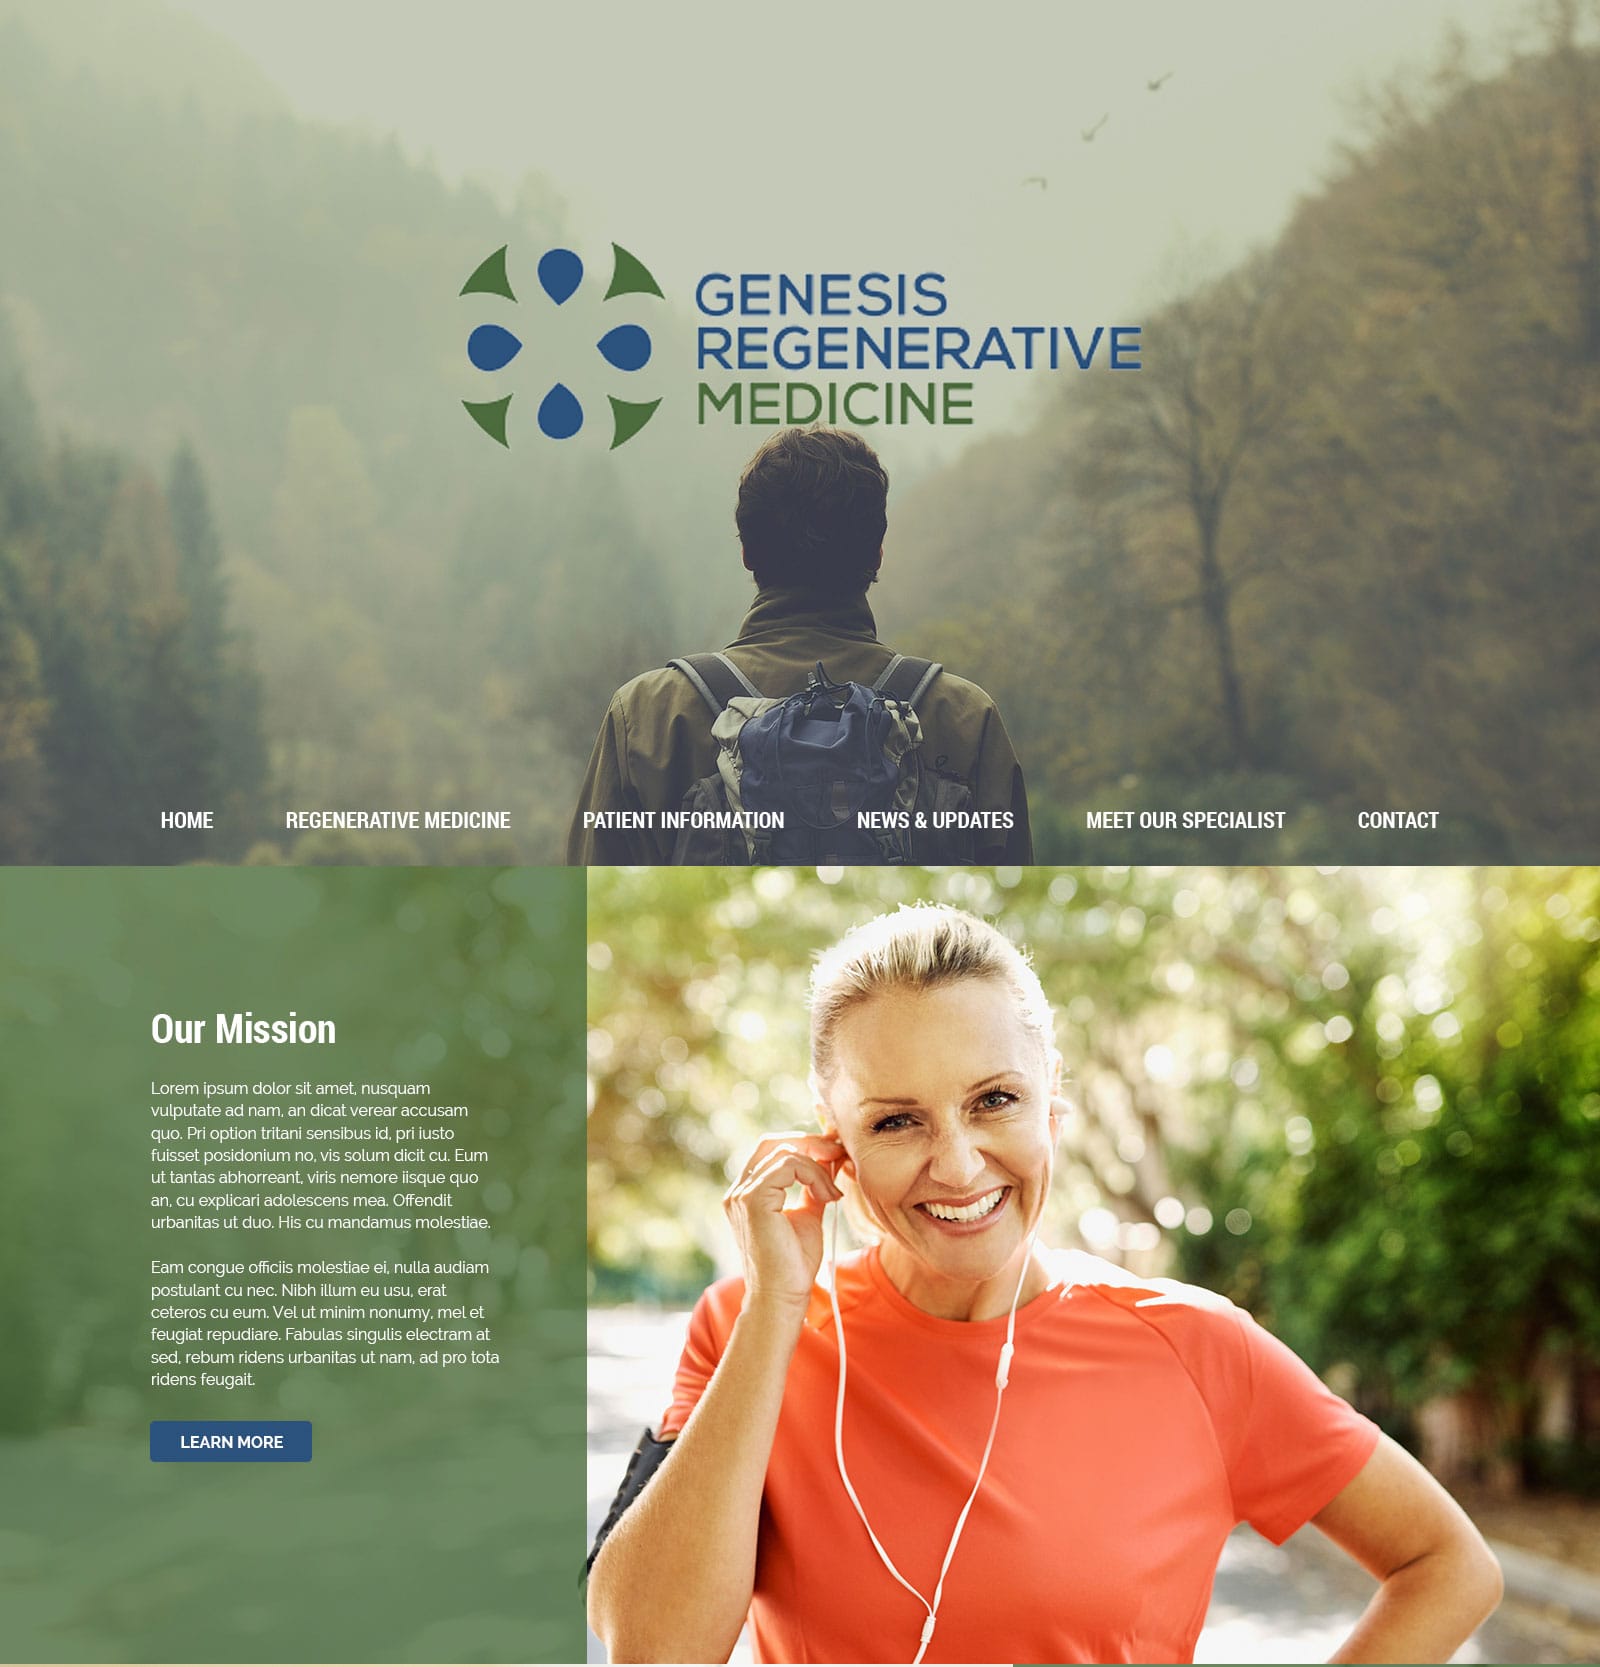 GENESIS
REGENERATIVE
MEDICINE
HOME REGENERATIVE MEDICINE PATIENT INFORMATION NEWS & UPDATES MEET OUR SPECIALIST CONTACT
Our Mission
Lorem ipsum dolor sit amet, nusquam
vulputate ad nam, an dicat verear accusam
quo. Pri option tritani sensibus id, pri iusto
fuisset posidonium no, vis solum dicit cu. Eum
ut tantas abhorreant, viris nemore iisque quo
an, cu explicari adolescens mea. Offendit
urbanitas ut duo. His cu mandamus molestiae.
Eam congue officiis molestiae ei, nulla audiam
postulant cu nec. Nibh illum eu usu, erat
ceteros cu eum. Vel ut minim nonumy, mel et
feugiat repudiare. Fabulas singulis electram at
sed, rebum ridens urbanitas ut nam, ad pro tota
ridens feugait.
LEARN MORE